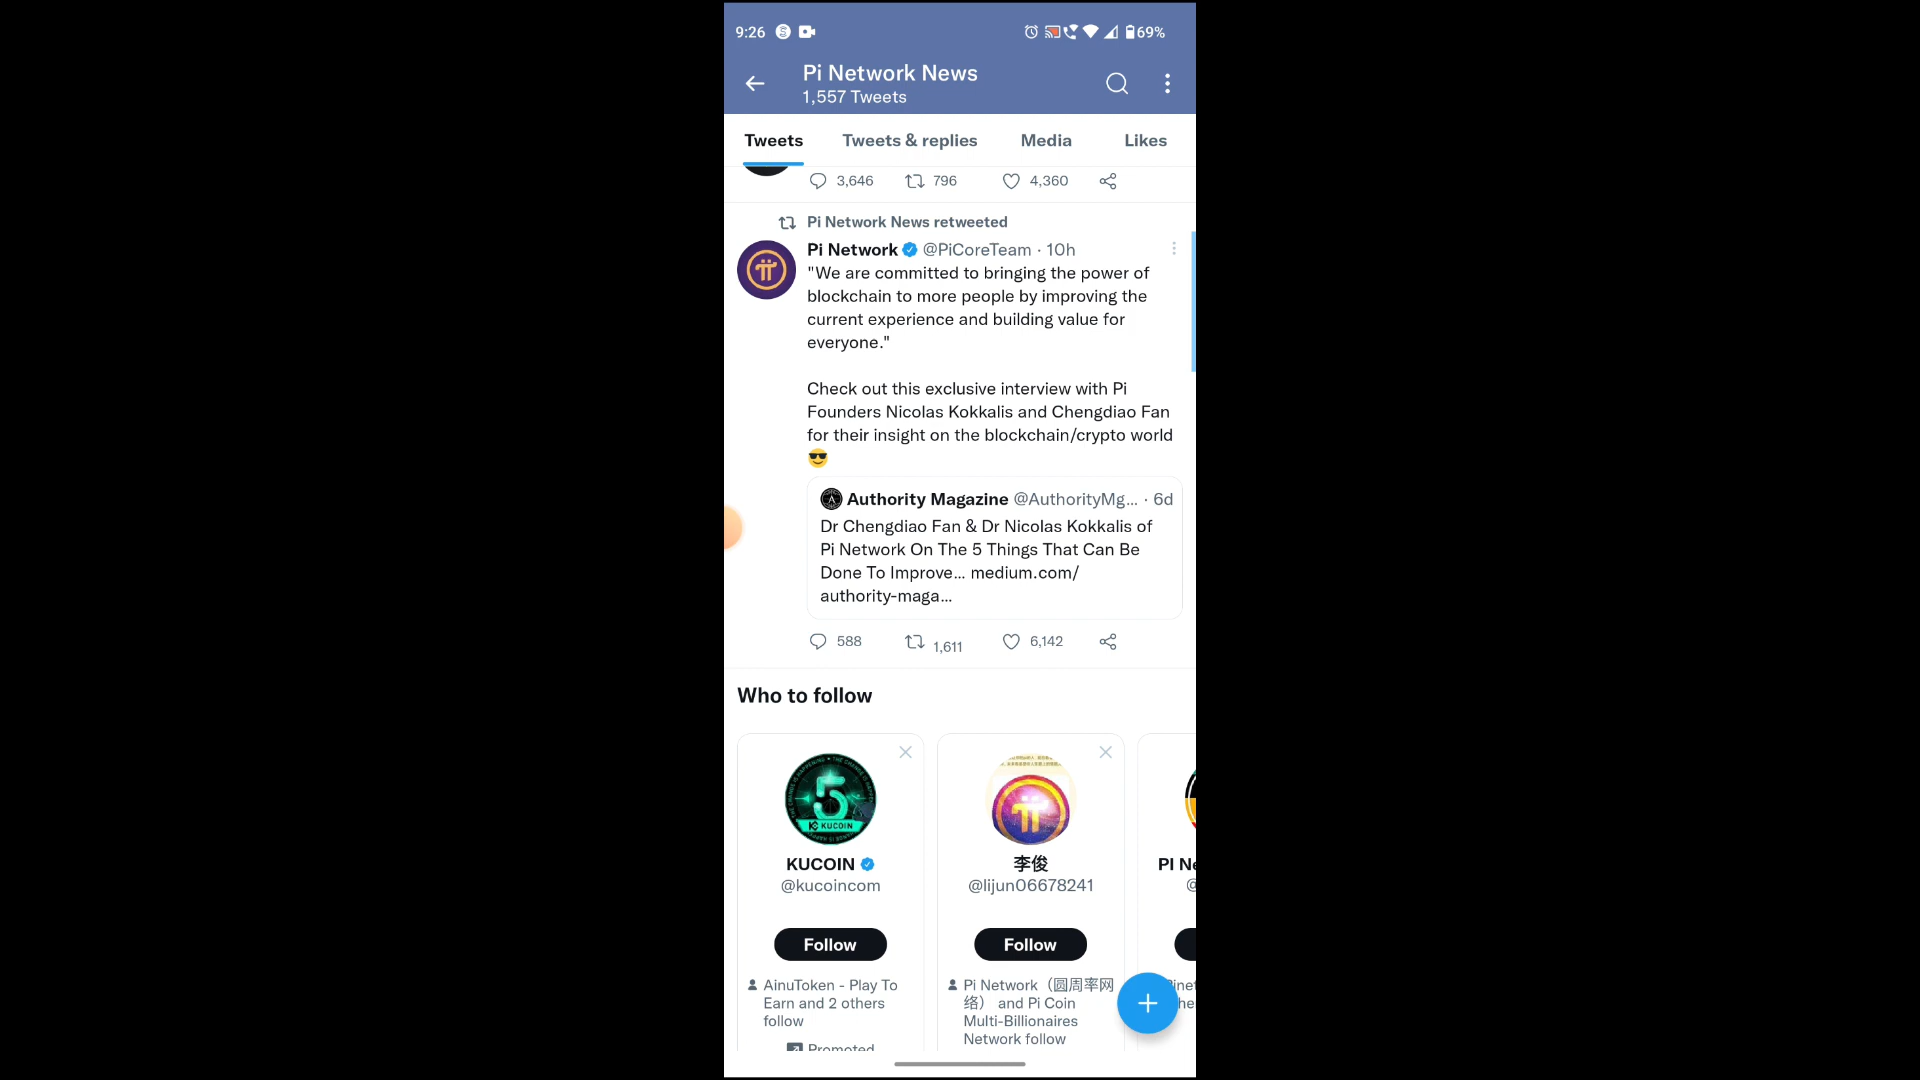 9:26
69%
Pi Network News
1,557 Tweets
Tweets Tweets & replies Media Likes
3,646 796 4,360
Pi Network News retweeted
Pi Network @PiCoreTeam · 10h
"We are committed to bringing the power of
blockchain to more people by improving the
current experience and building value for
everyone."
Check out this exclusive interview with Pi
Founders Nicolas Kokkalis and Chengdiao Fan
for their insight on the blockchain/crypto world
😎
Authority Magazine @AuthorityMg... · 6d
Dr Chengdiao Fan & Dr Nicolas Kokkalis of
Pi Network On The 5 Things That Can Be
Done To Improve... medium.com/
authority-maga...
588 1,611 6,142
Who to follow
KUCOIN
KUCOIN
@kucoincom
Follow
AinuToken - Play To
Earn and 2 others
follow
Promoted
李俊
@lijun06678241
Follow
Pi Network（圆周率网
络） and Pi Coin
Multi-Billionaires
Network follow
PI Ne
@